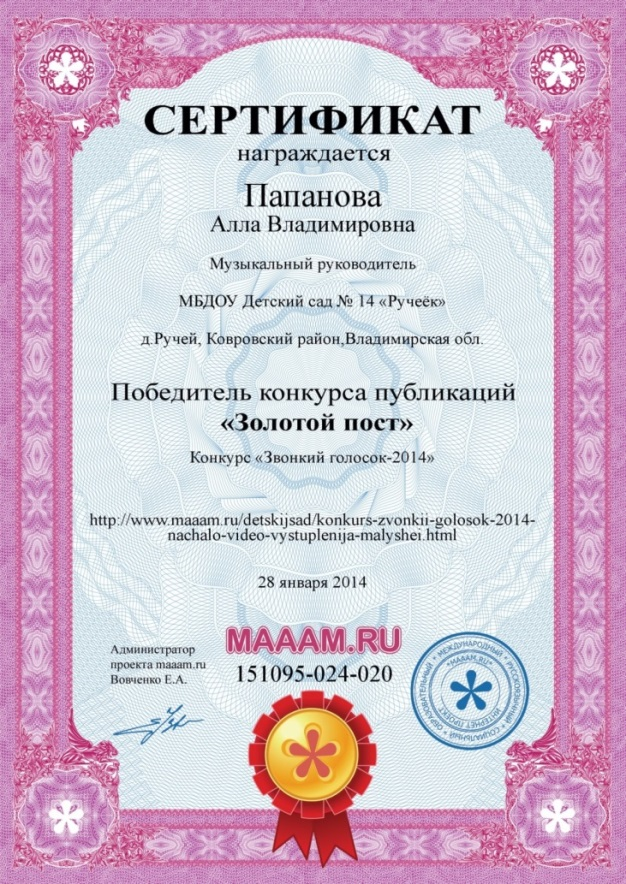 СЕРТИФИКАТ
награждается
Папанова
Алла Владимировна
Музыкальный руководитель
МБДОУ Детский сад № 14 «Ручеёк»
д.Ручей, Ковровский район,Владимирская обл.
Победитель конкурса публикаций
«Золотой пост»
Конкурс «Звонкий голосок-2014»
http://www.maaam.ru/detskijsad/konkurs-zvonkii-golosok-2014-
nachalo-video-vystuplenija-malyshei.html
28 января 2014
Администратор
проекта maaam.ru
Вовченко Е.А.
MAAAM.RU
151095-024-020
МЕЖДУНАРОДНЫЙ * РУССКОЯЗЫЧНЫЙ * СОЦИАЛЬНЫЙ * ОБРАЗОВАТЕЛЬНЫЙ *
"MAAAM.RU"
ИНТЕРНЕТ ПРОЕКТ